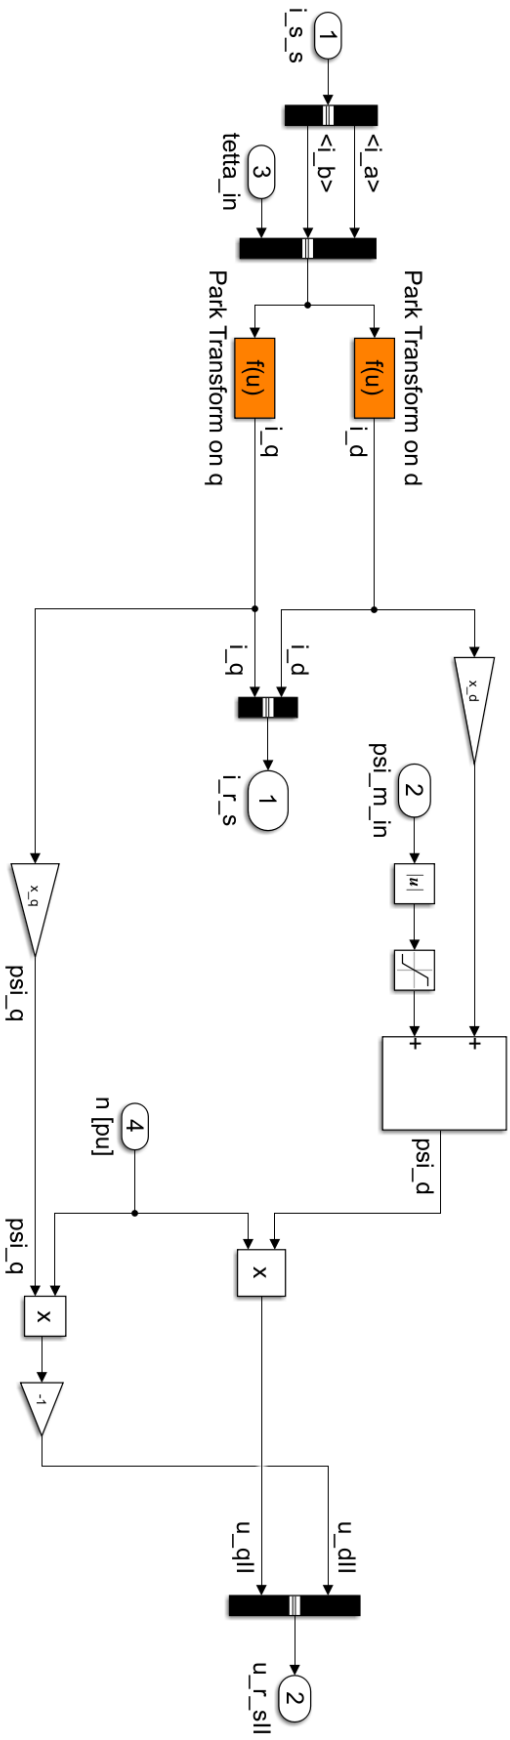 1
i_s_s
<i_a>
<i_b>
3
tetta_in
Park Transform on d
f(u)
i_d
f(u)
i_q
Park Transform on q
x_d
i_d
i_q
1
i_r_s
2
psi_m_in
|u|
+
+
psi_d
x_q
psi_q
4
n [pu]
psi_q
x
x
-1
u_dII
u_qII
2
u_r_sII